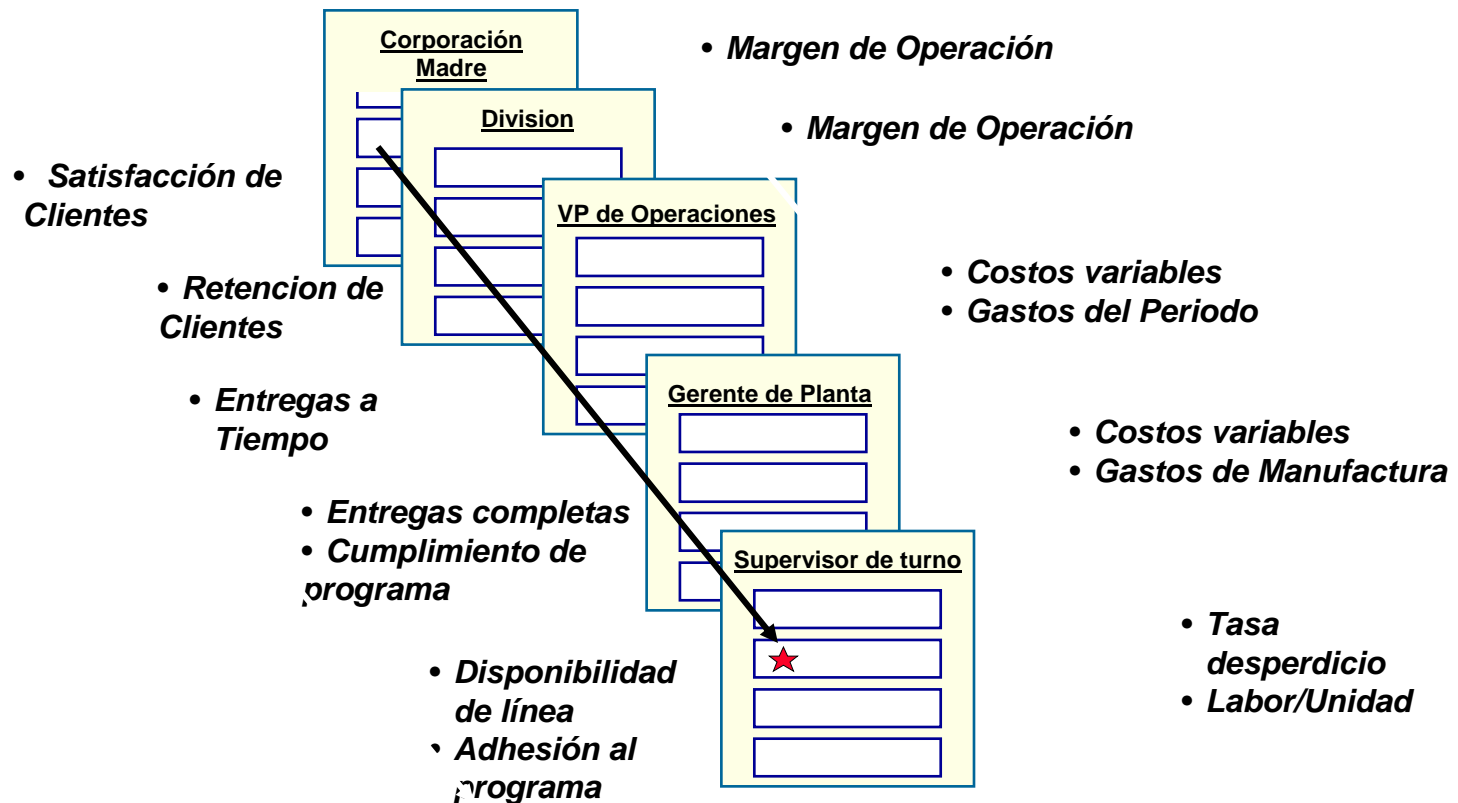 Corporación
Madre
• Margen de Operación
Division
• Margen de Operación
• Satisfacción de
Clientes
VP de Operaciones
• Retencion de
Clientes
• Costos variables
• Gastos del Periodo
• Entregas a
Tiempo
Gerente de Planta
• Costos variables
• Gastos de Manufactura
• Entregas completas
• Cumplimiento de
programa
Supervisor de turno
• Tasa
desperdicio
• Labor/Unidad
• Disponibilidad
de línea
• Adhesión al
programa